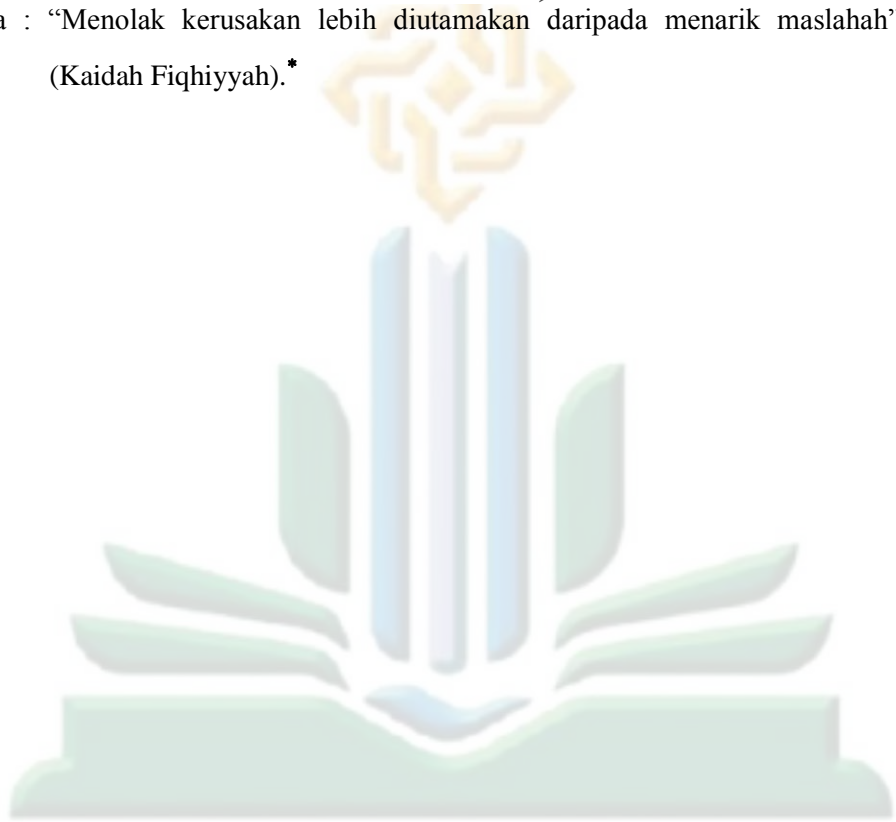 a : “Menolak kerusakan lebih diutamakan daripada menarik maslahah”
(Kaidah Fiqhiyyah).*